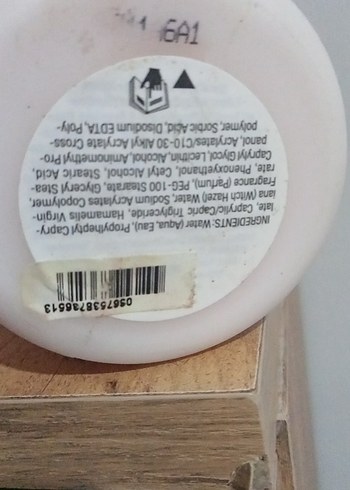 INGREDIENTS: Water (Aqua, Eau), Propylheptyl Capry-
late, Caprylic/Capric Triglyceride, Hamamelis Virgin-
iana (Witch Hazel) Water, Sodium Acrylates Copolymer,
Fragrance (Parfum), PEG-100 Stearate, Glyceryl Stea-
rate, Phenoxyethanol, Cetyl Alcohol, Stearic Acid
Caprylyl Glycol, Lecithin, Alcohol, Aminomethyl Pro-
panol, Acrylates/C10-30 Alkyl Acrylate Cross-
polymer, Sorbic Acid, Disodium EDTA, Poly-
6A1